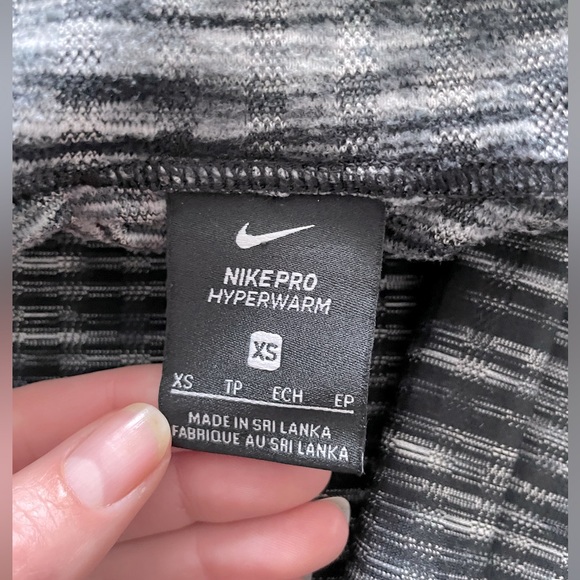 NIKE PRO
HYPERWARM
XS
XS TP ECH EP
MADE IN SRI LANKA
FABRIQUE AU SRI LANKA